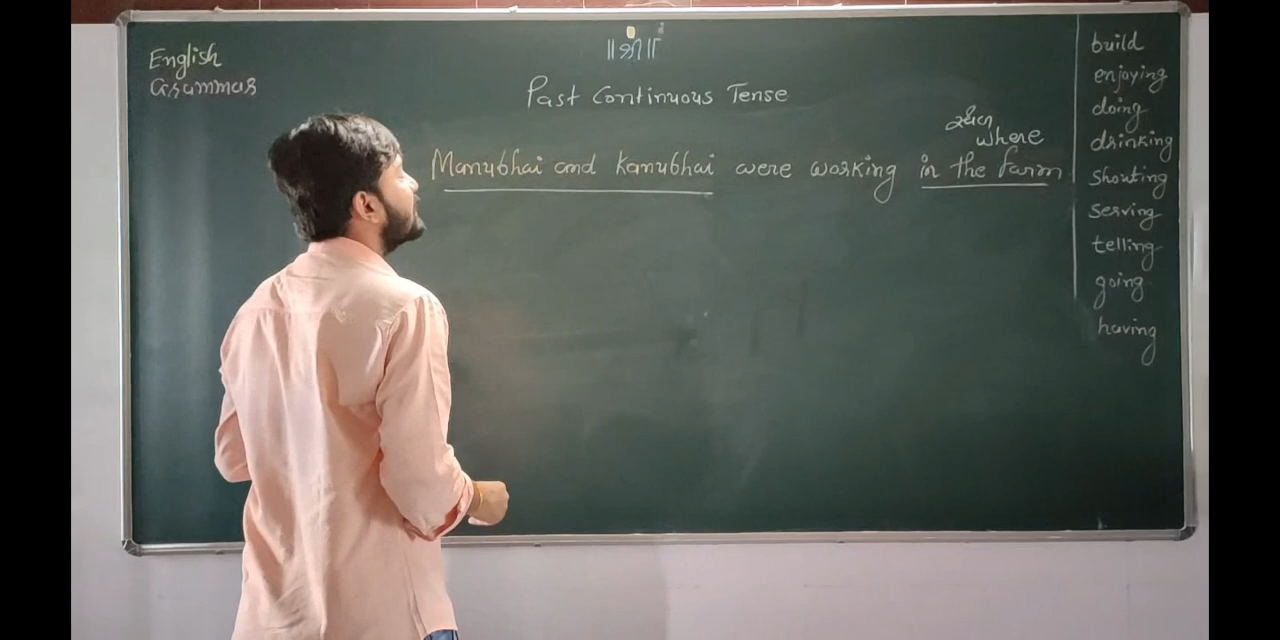 English
Grammar
॥ श्री ॥
Past Continuous Tense
સ્થળ
where
Manubhai and Kanubhai were working in the farm.
build
enjoying
doing
drinking
shouting
serving
telling
going
having